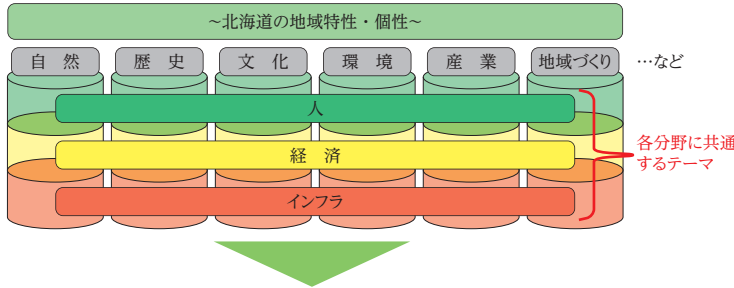 ~北海道の地域特性・個性~
自 然 歴 史 文 化 環 境 産 業 地域づくり …など
人
経 済
インフラ
各分野に共通
するテーマ